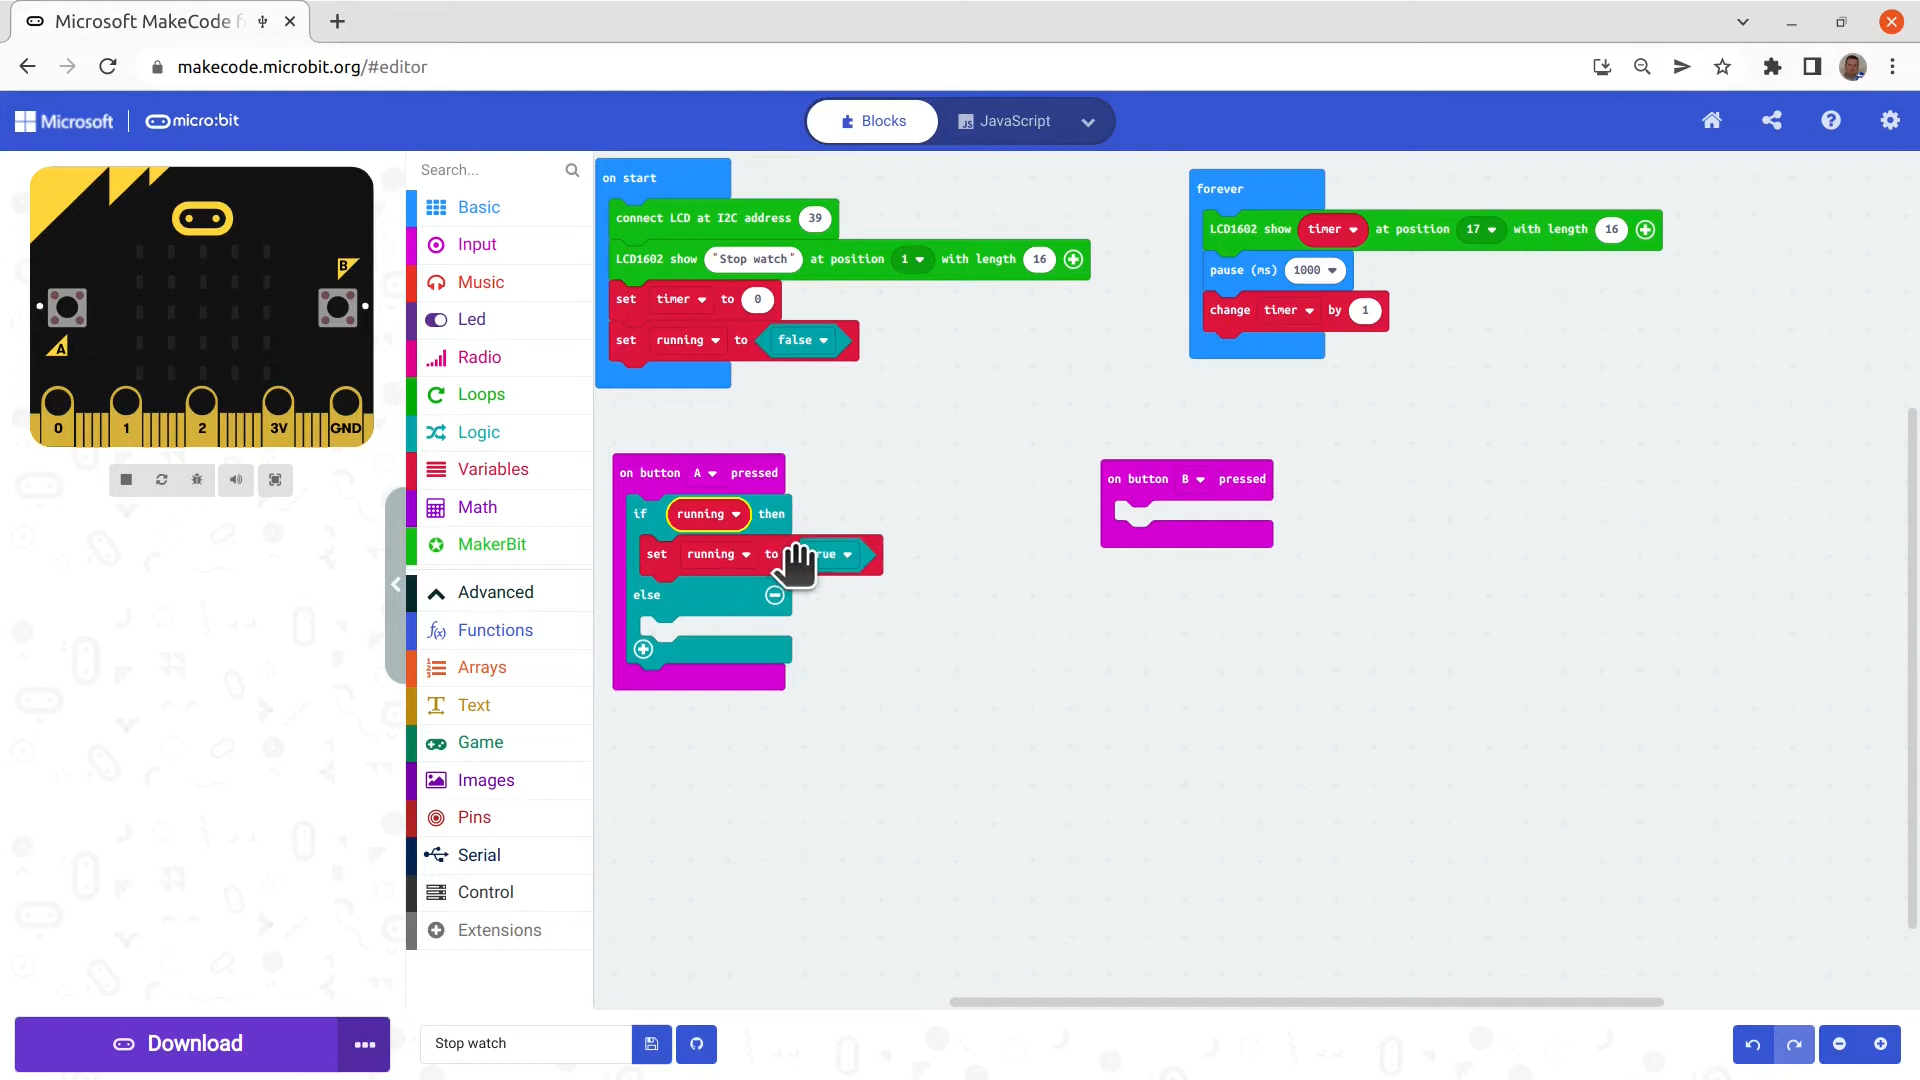 Microsoft MakeCode f
makecode.microbit.org/#editor
Microsoft
micro:bit
Blocks
JS JavaScript
B
A
0 1 2 3V GND
Search...
Basic
Input
Music
Led
Radio
Loops
Logic
Variables
Math
MakerBit
Advanced
f(x) Functions
Arrays
Text
Game
Images
Pins
Serial
Control
Extensions
on start
connect LCD at I2C address 39
LCD1602 show "Stop watch" at position 1 with length 16
set timer to 0
set running to false
forever
LCD1602 show timer at position 17 with length 16
pause (ms) 1000
change timer by 1
on button A pressed
if running then
set running to rue
else
on button B pressed
Download
Stop watch